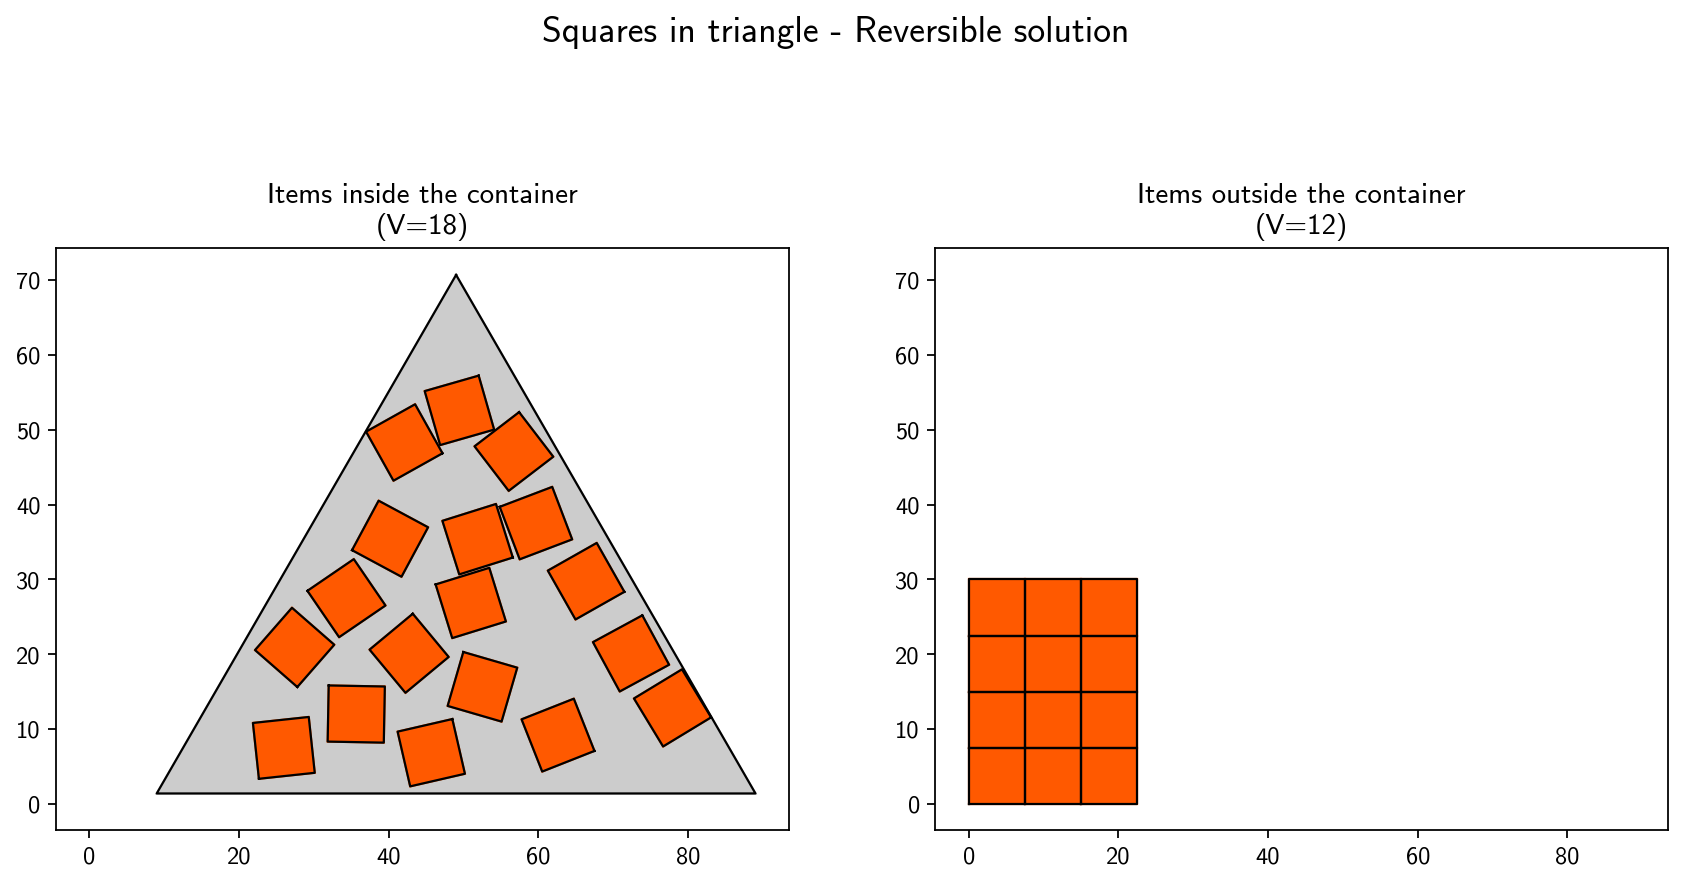 Squares in triangle - Reversible solution
Items inside the container
(V=18)
70
60
50
40
30
20
10
0
0 20 40 60 80
Items outside the container
(V=12)
70
60
50
40
30
20
10
0
0 20 40 60 80